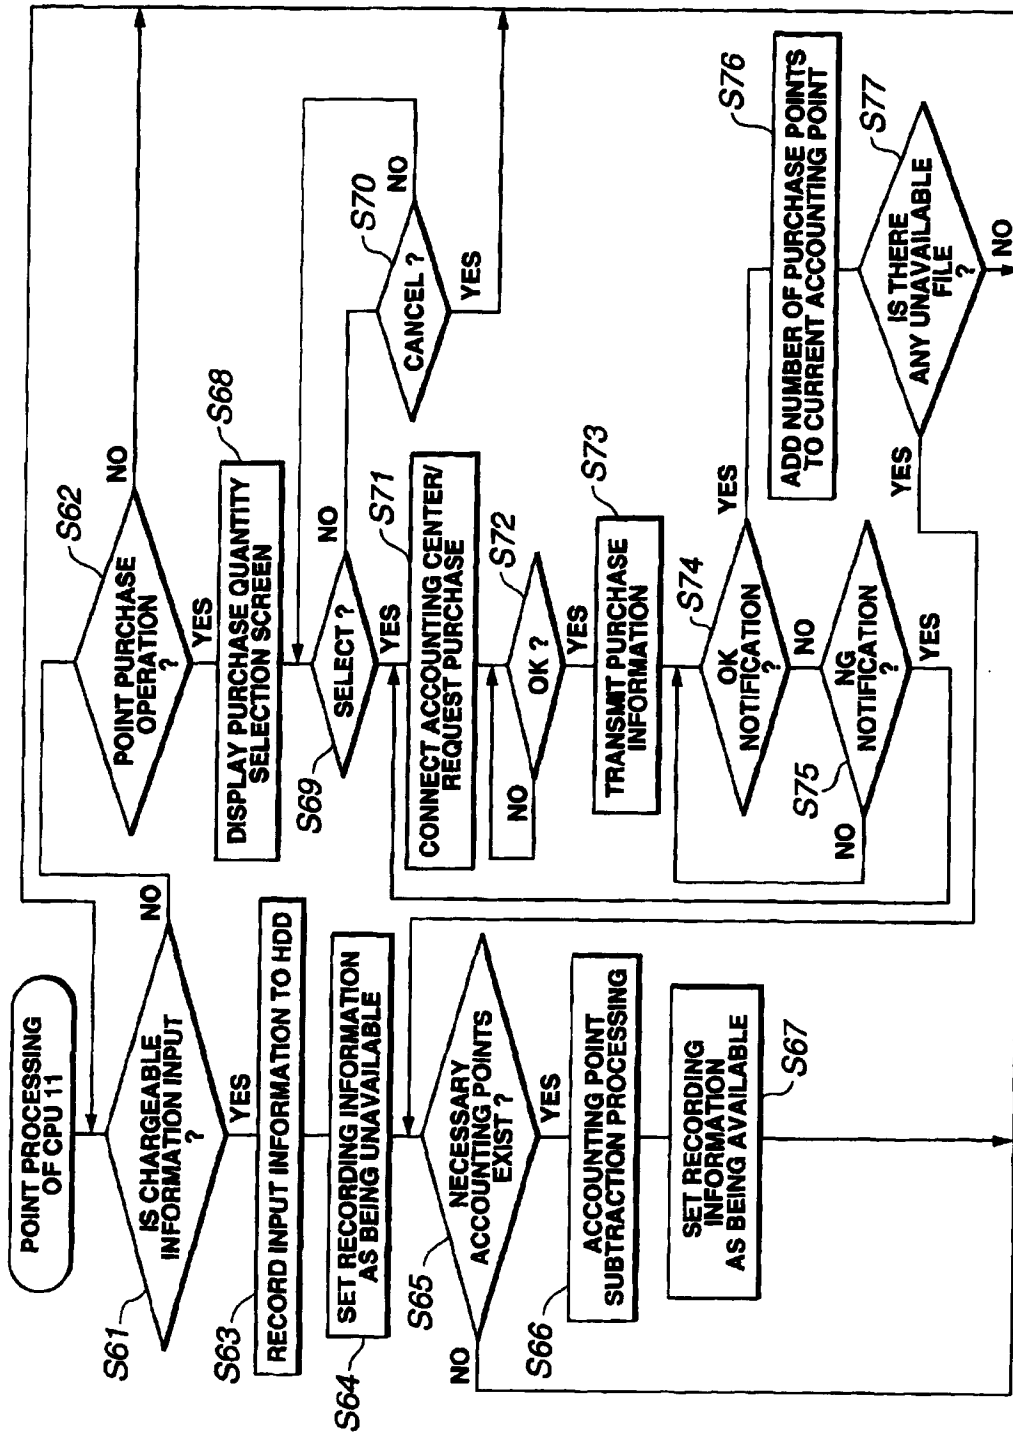 POINT PROCESSING
OF CPU 11
S61
IS CHARGEABLE
INFORMATION INPUT
?
NO
YES
S63
RECORD INPUT INFORMATION TO HDD
S64
SET RECORDING INFORMATION
AS BEING UNAVAILABLE
S65
NECESSARY
ACCOUNTING POINTS
EXIST ?
NO
YES
S66
ACCOUNTING POINT
SUBTRACTION PROCESSING
SET RECORDING
INFORMATION
AS BEING AVAILABLE
S67
S62
POINT PURCHASE
OPERATION
?
NO
YES
S68
DISPLAY PURCHASE QUANTITY
SELECTION SCREEN
S69
SELECT ?
NO
YES
S70
CANCEL ?
NO
YES
S71
CONNECT ACCOUNTING CENTER/
REQUEST PURCHASE
S72
OK ?
NO
YES
S73
TRANSMIT PURCHASE
INFORMATION
S74
OK
NOTIFICATION
?
YES
NO
S75
NG
NOTIFICATION
?
NO
YES
S76
ADD NUMBER OF PURCHASE POINTS
TO CURRENT ACCOUNTING POINT
S77
IS THERE
ANY UNAVAILABLE
FILE
?
YES
NO